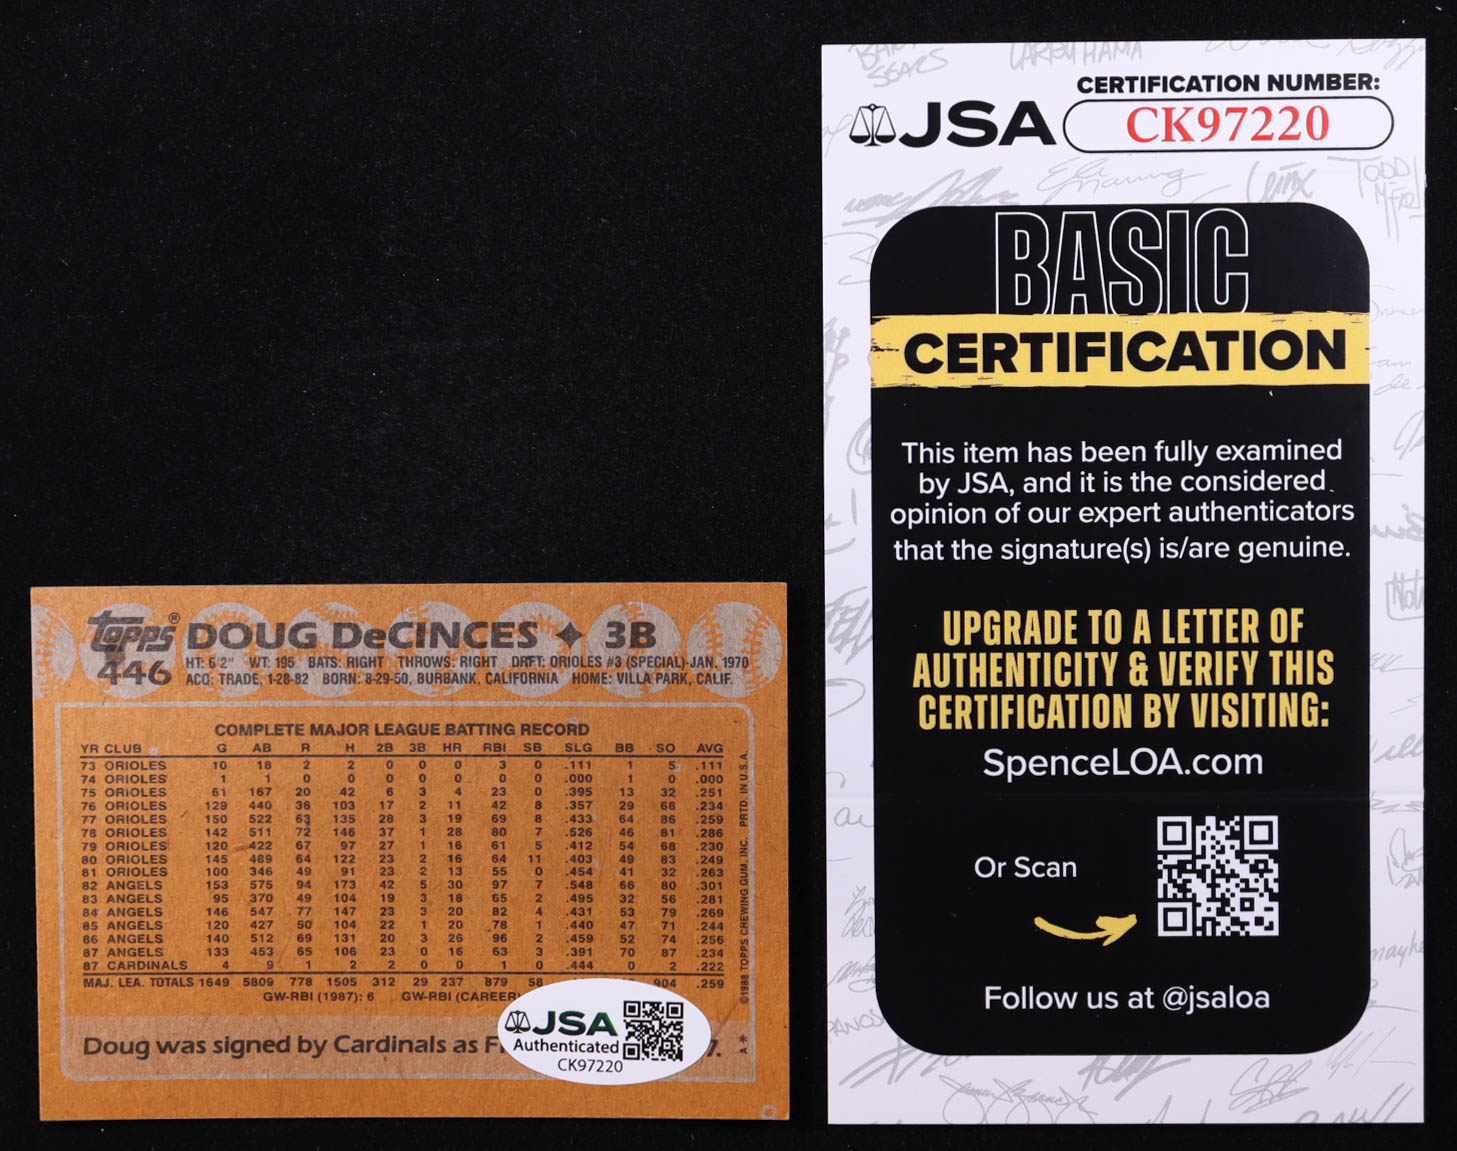 topps® DOUG DeCINCES ✦ 3B
446
HT: 6'2" WT: 195 BATS: RIGHT THROWS: RIGHT DRFT: ORIOLES #3 (SPECIAL)-JAN. 1970
ACQ: TRADE, 1-28-82 BORN: 8-29-50, BURBANK, CALIFORNIA HOME: VILLA PARK, CALIF.
COMPLETE MAJOR LEAGUE BATTING RECORD
YR CLUB G AB R H 2B 3B HR RBI SB SLG BB SO AVG
73 ORIOLES 10 18 2 2 0 0 0 3 0 .111 1 5 .111
74 ORIOLES 1 1 0 0 0 0 0 0 0 .000 1 0 .000
75 ORIOLES 61 167 20 42 6 3 4 23 0 .395 13 32 .251
76 ORIOLES 129 440 36 103 17 2 11 42 8 .357 29 68 .234
77 ORIOLES 150 522 63 135 28 3 19 69 8 .433 64 86 .259
78 ORIOLES 142 511 72 146 37 1 28 80 7 .526 46 81 .286
79 ORIOLES 120 422 67 97 27 1 16 61 5 .412 54 68 .230
80 ORIOLES 145 489 64 122 23 2 16 64 11 .403 49 83 .249
81 ORIOLES 100 346 49 91 23 2 13 55 0 .454 41 32 .263
82 ANGELS 153 575 94 173 42 5 30 97 7 .548 66 80 .301
83 ANGELS 95 370 49 104 19 3 18 65 2 .495 32 56 .281
84 ANGELS 146 547 77 147 23 3 20 82 4 .431 53 79 .269
85 ANGELS 120 427 50 104 22 1 20 78 1 .440 47 71 .244
86 ANGELS 140 512 69 131 20 3 26 96 2 .459 52 74 .256
87 ANGELS 133 453 65 106 23 0 16 63 3 .391 70 87 .234
87 CARDINALS 4 9 1 2 2 0 0 1 0 .444 0 2 .222
MAJ. LEA. TOTALS 1649 5809 778 1505 312 29 237 879 58 904 .259
GW-RBI (1987): 6 GW-RBI (CAREER)
Doug was signed by Cardinals as 7.
©1988 TOPPS CHEWING GUM, INC. PRTD. IN U.S.A.
A*
JSA
Authenticated
CK97220
CERTIFICATION NUMBER:
JSA CK97220
BASIC
CERTIFICATION
This item has been fully examined
by JSA, and it is the considered
opinion of our expert authenticators
that the signature(s) is/are genuine.
UPGRADE TO A LETTER OF
AUTHENTICITY & VERIFY THIS
CERTIFICATION BY VISITING:
SpenceLOA.com
Or Scan
Follow us at @jsaloa